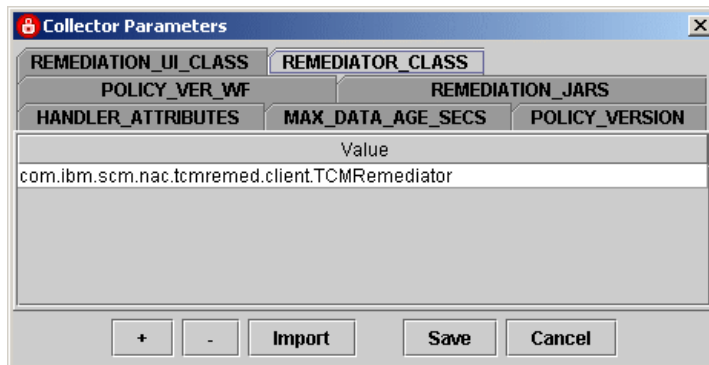 Collector Parameters
REMEDIATION_UI_CLASS REMEDIATOR_CLASS
POLICY_VER_WF REMEDIATION_JARS
HANDLER_ATTRIBUTES MAX_DATA_AGE_SECS POLICY_VERSION
Value
com.ibm.scm.nac.tcmremed.client.TCMRemediator
+ - Import Save Cancel